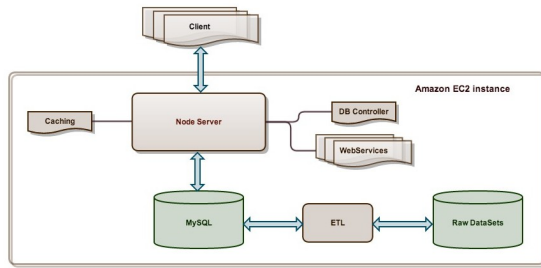 Client
Amazon EC2 instance
Caching
Node Server
DB Controller
WebServices
MySQL
ETL
Raw DataSets